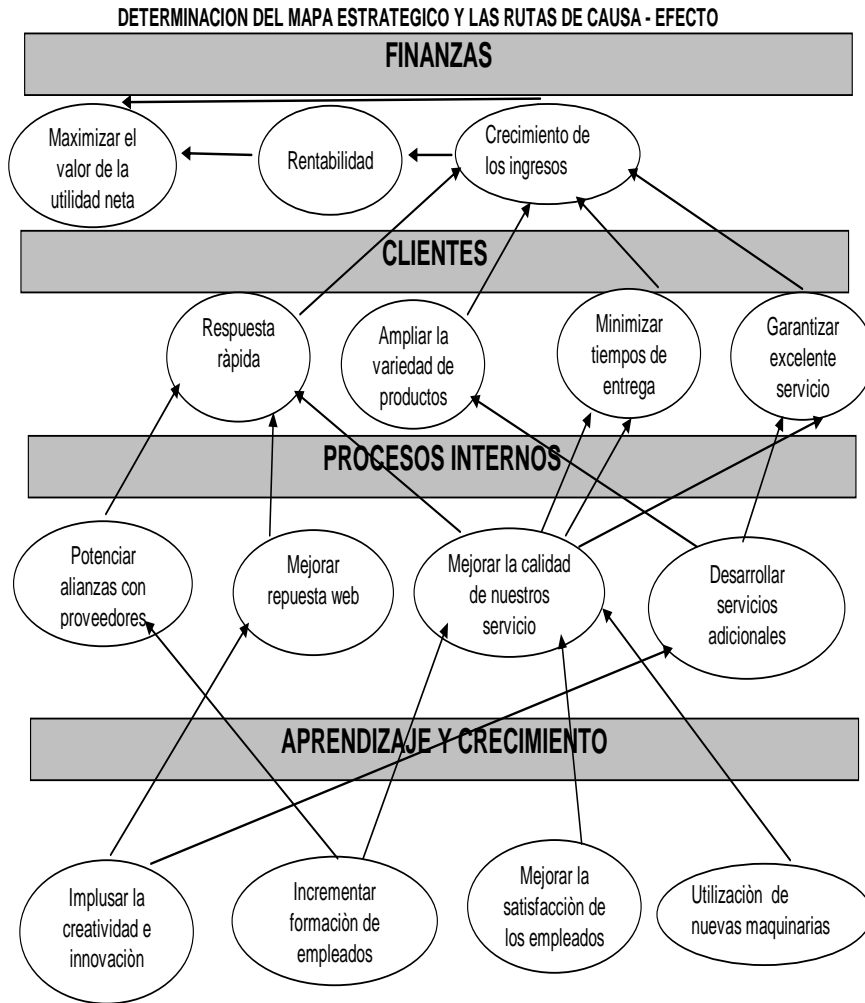 DETERMINACION DEL MAPA ESTRATEGICO Y LAS RUTAS DE CAUSA - EFECTO
FINANZAS
Maximizar el
valor de la
utilidad neta
Rentabilidad
Crecimiento de
los ingresos
CLIENTES
Respuesta
ràpida
Ampliar la
variedad de
productos
Minimizar
tiempos de
entrega
Garantizar
excelente
servicio
PROCESOS INTERNOS
Potenciar
alianzas con
proveedores
Mejorar
repuesta web
Mejorar la calidad
de nuestros
servicio
Desarrollar
servicios
adicionales
APRENDIZAJE Y CRECIMIENTO
Implusar la
creatividad e
innovaciòn
Incrementar
formaciòn de
empleados
Mejorar la
satisfacciòn de
los empleados
Utilizaciòn de
nuevas maquinarias